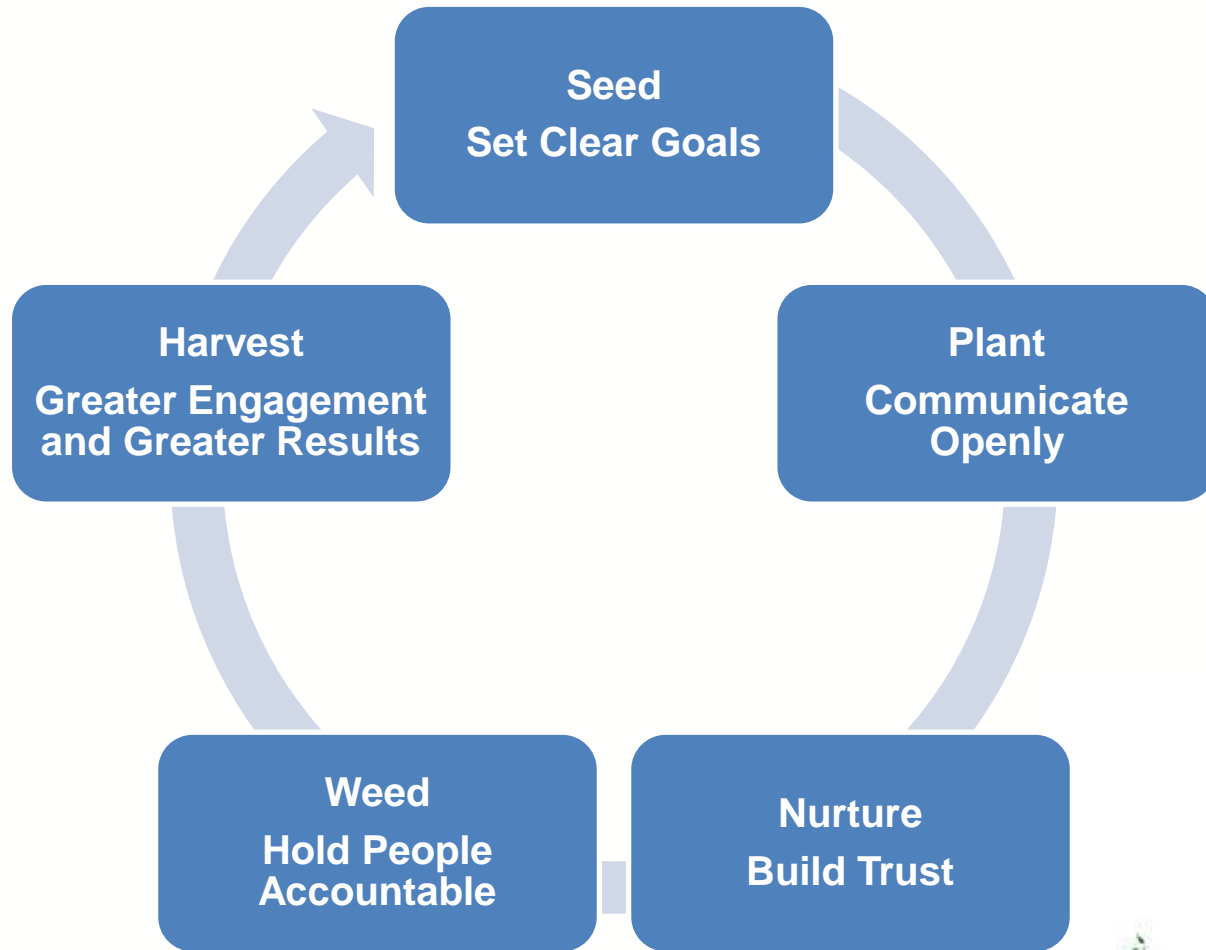 Seed
Set Clear Goals
Plant
Communicate
Openly
Nurture
Build Trust
Weed
Hold People
Accountable
Harvest
Greater Engagement
and Greater Results